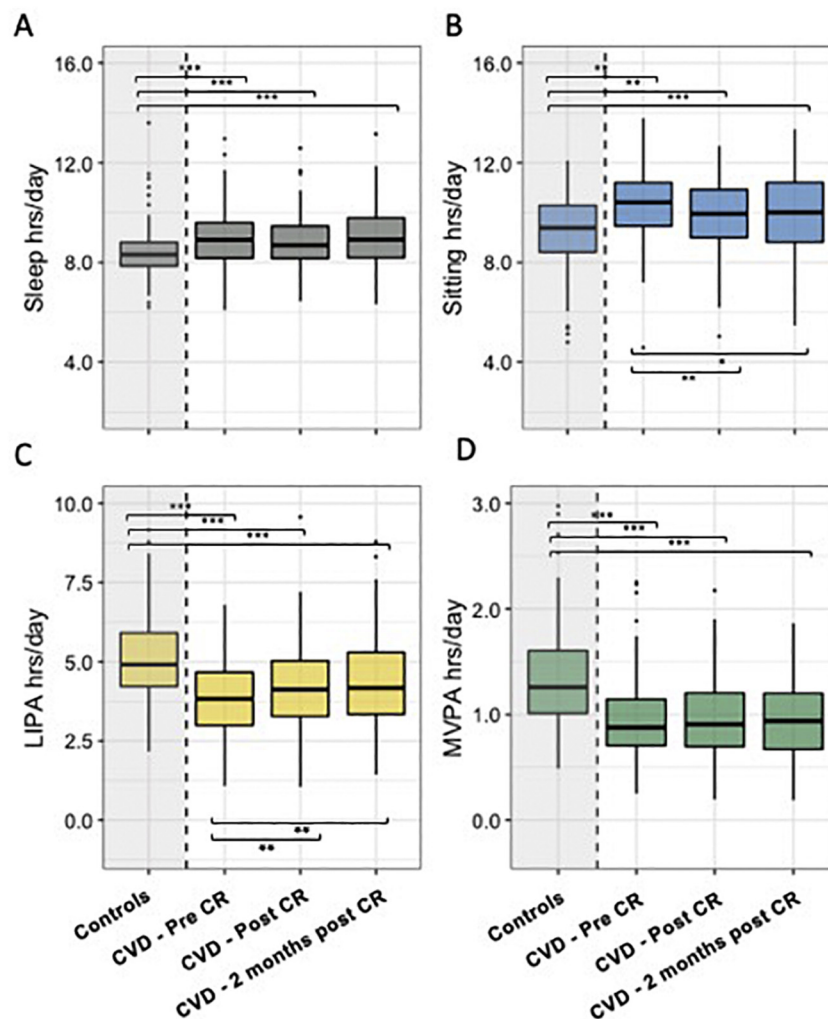 A
B
16.0
12.0
8.0
4.0
Sleep hrs/day
***
***
***
16.0
12.0
8.0
4.0
Sitting hrs/day
**
**
***
*
**
C
D
10.0
7.5
5.0
2.5
0.0
LIPA hrs/day
***
***
***
**
**
3.0
2.0
1.0
0.0
MVPA hrs/day
***
***
***
Controls
CVD - Pre CR
CVD - Post CR
CVD - 2 months post CR
Controls
CVD - Pre CR
CVD - Post CR
CVD - 2 months post CR